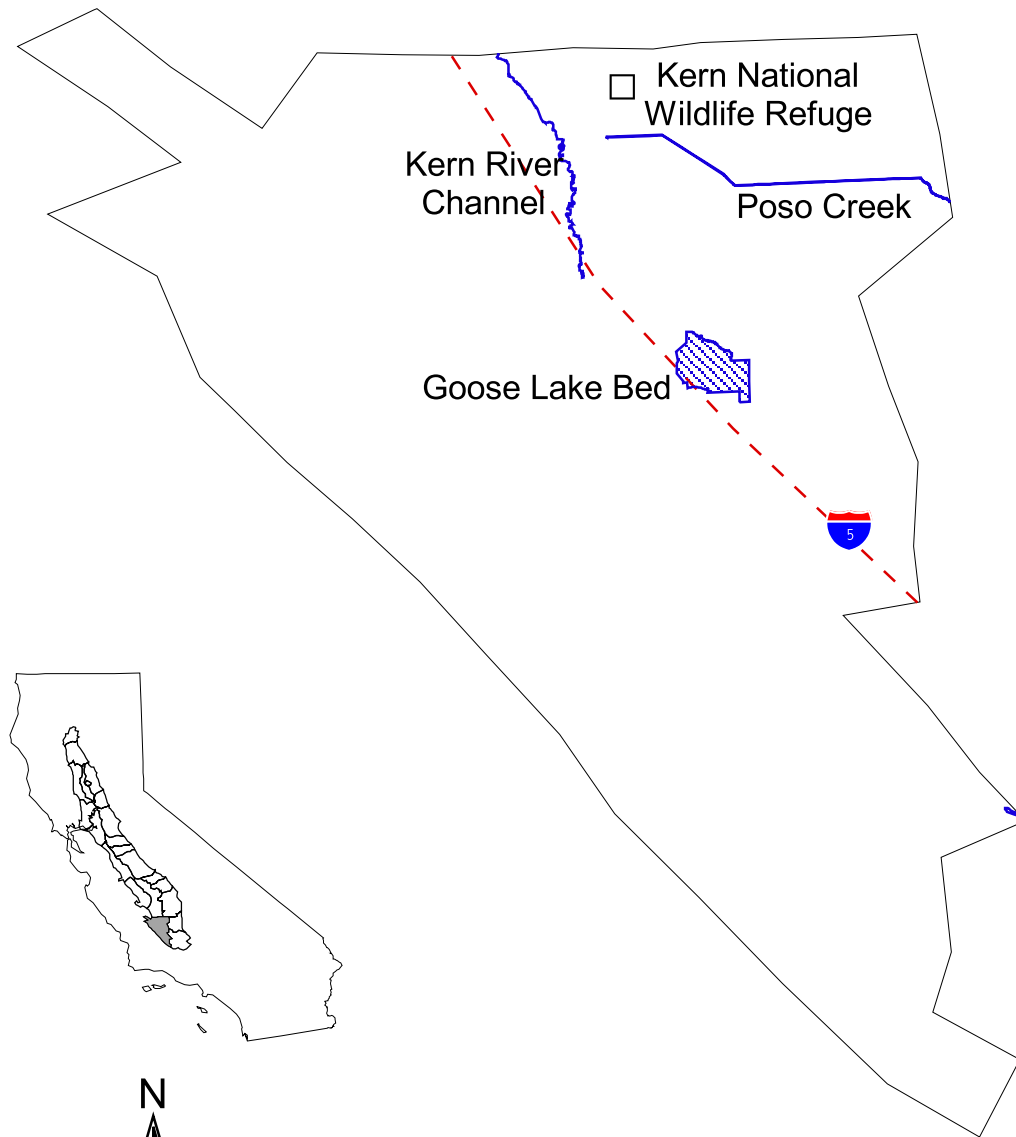 Kern National
Wildlife Refuge
Kern River
Channel
Poso Creek
Goose Lake Bed
5
N